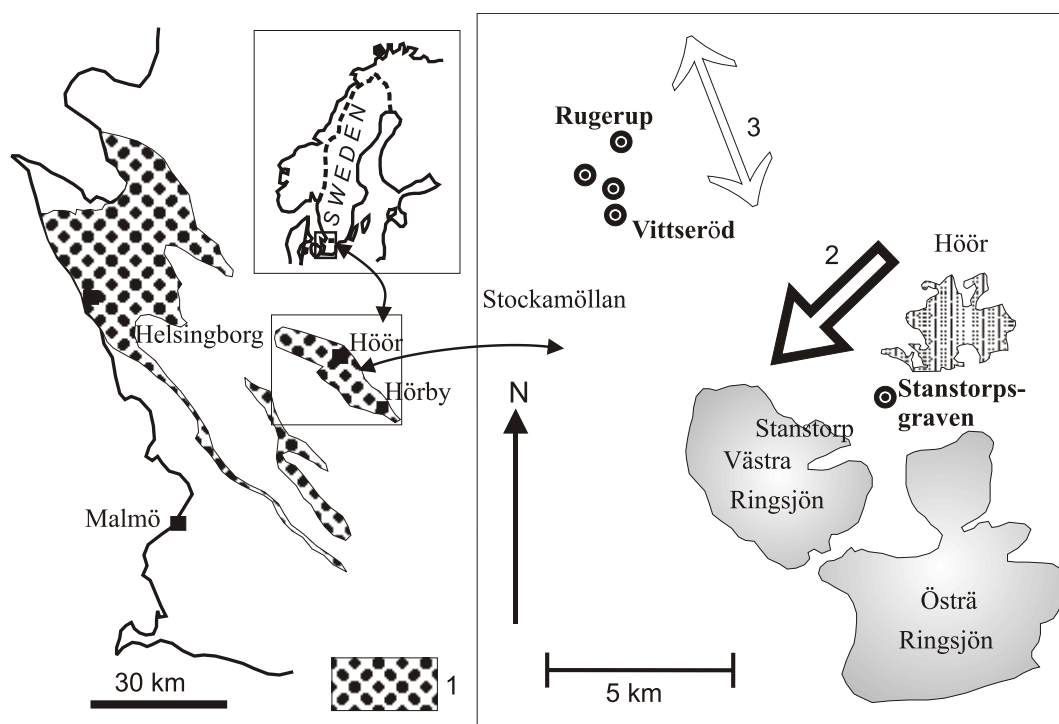 SWEDEN
Helsingborg
Höör
Hörby
Malmö
30 km
1
Rugerup
3
Vittseröd
2
Höör
Stockamöllan
N
Stanstorps-
graven
Stanstorp
Västra
Ringsjön
Östrä
Ringsjön
5 km